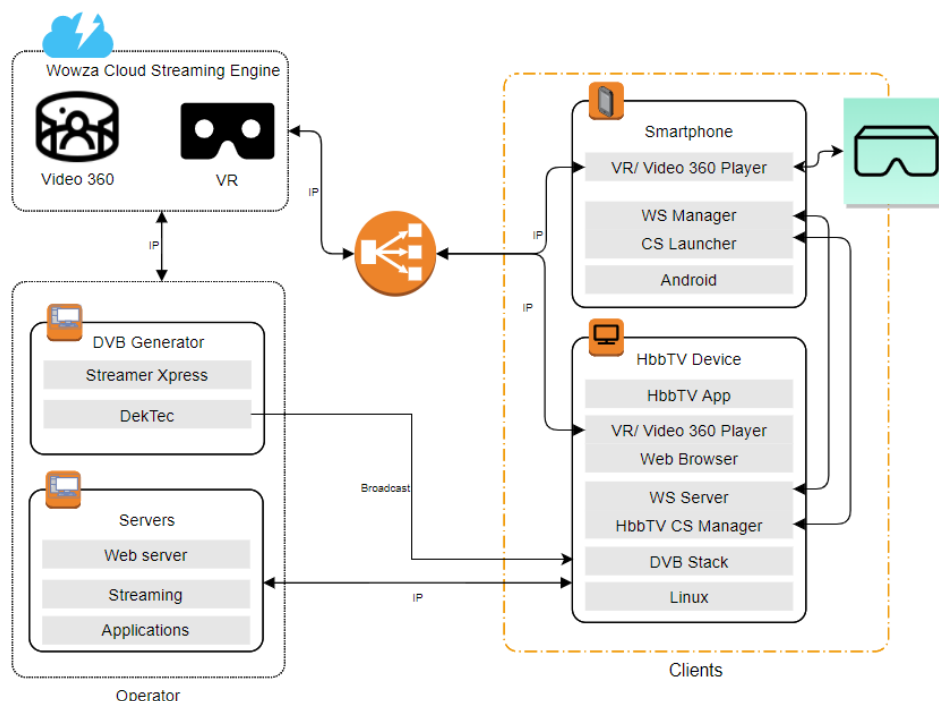 Wowza Cloud Streaming Engine
Video 360
VR
IP
IP
Smartphone
VR/ Video 360 Player
WS Manager
CS Launcher
Android
IP
IP
DVB Generator
Streamer Xpress
DekTec
Broadcast
HbbTV Device
HbbTV App
VR/ Video 360 Player
Web Browser
WS Server
HbbTV CS Manager
DVB Stack
Linux
Servers
Web server
Streaming
Applications
IP
Clients
Operator